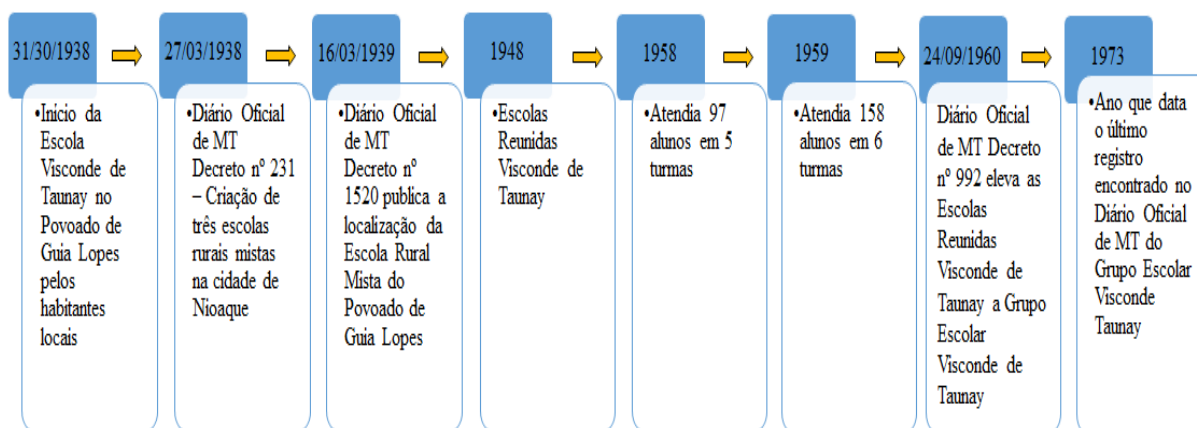 31/30/1938
•Início da
Escola
Visconde de
Taunay no
Povoado de
Guia Lopes
pelos
habitantes
locais
27/03/1938
•Diário Oficial
de MT
Decreto nº 231
– Criação de
três escolas
rurais mistas
na cidade de
Nioaque
16/03/1939
•Diário Oficial
de MT
Decreto nº
1520 publica a
localização da
Escola Rural
Mista do
Povoado de
Guia Lopes
1948
•Escolas
Reunidas
Visconde de
Taunay
1958
•Atendia 97
alunos em 5
turmas
1959
•Atendia 158
alunos em 6
turmas
24/09/1960
Diário Oficial
de MT Decreto
nº 992 eleva as
Escolas
Reunidas
Visconde de
Taunay a Grupo
Escolar
Visconde de
Taunay
1973
•Ano que data
o último
registro
encontrado no
Diário Oficial
de MT do
Grupo Escolar
Visconde
Taunay